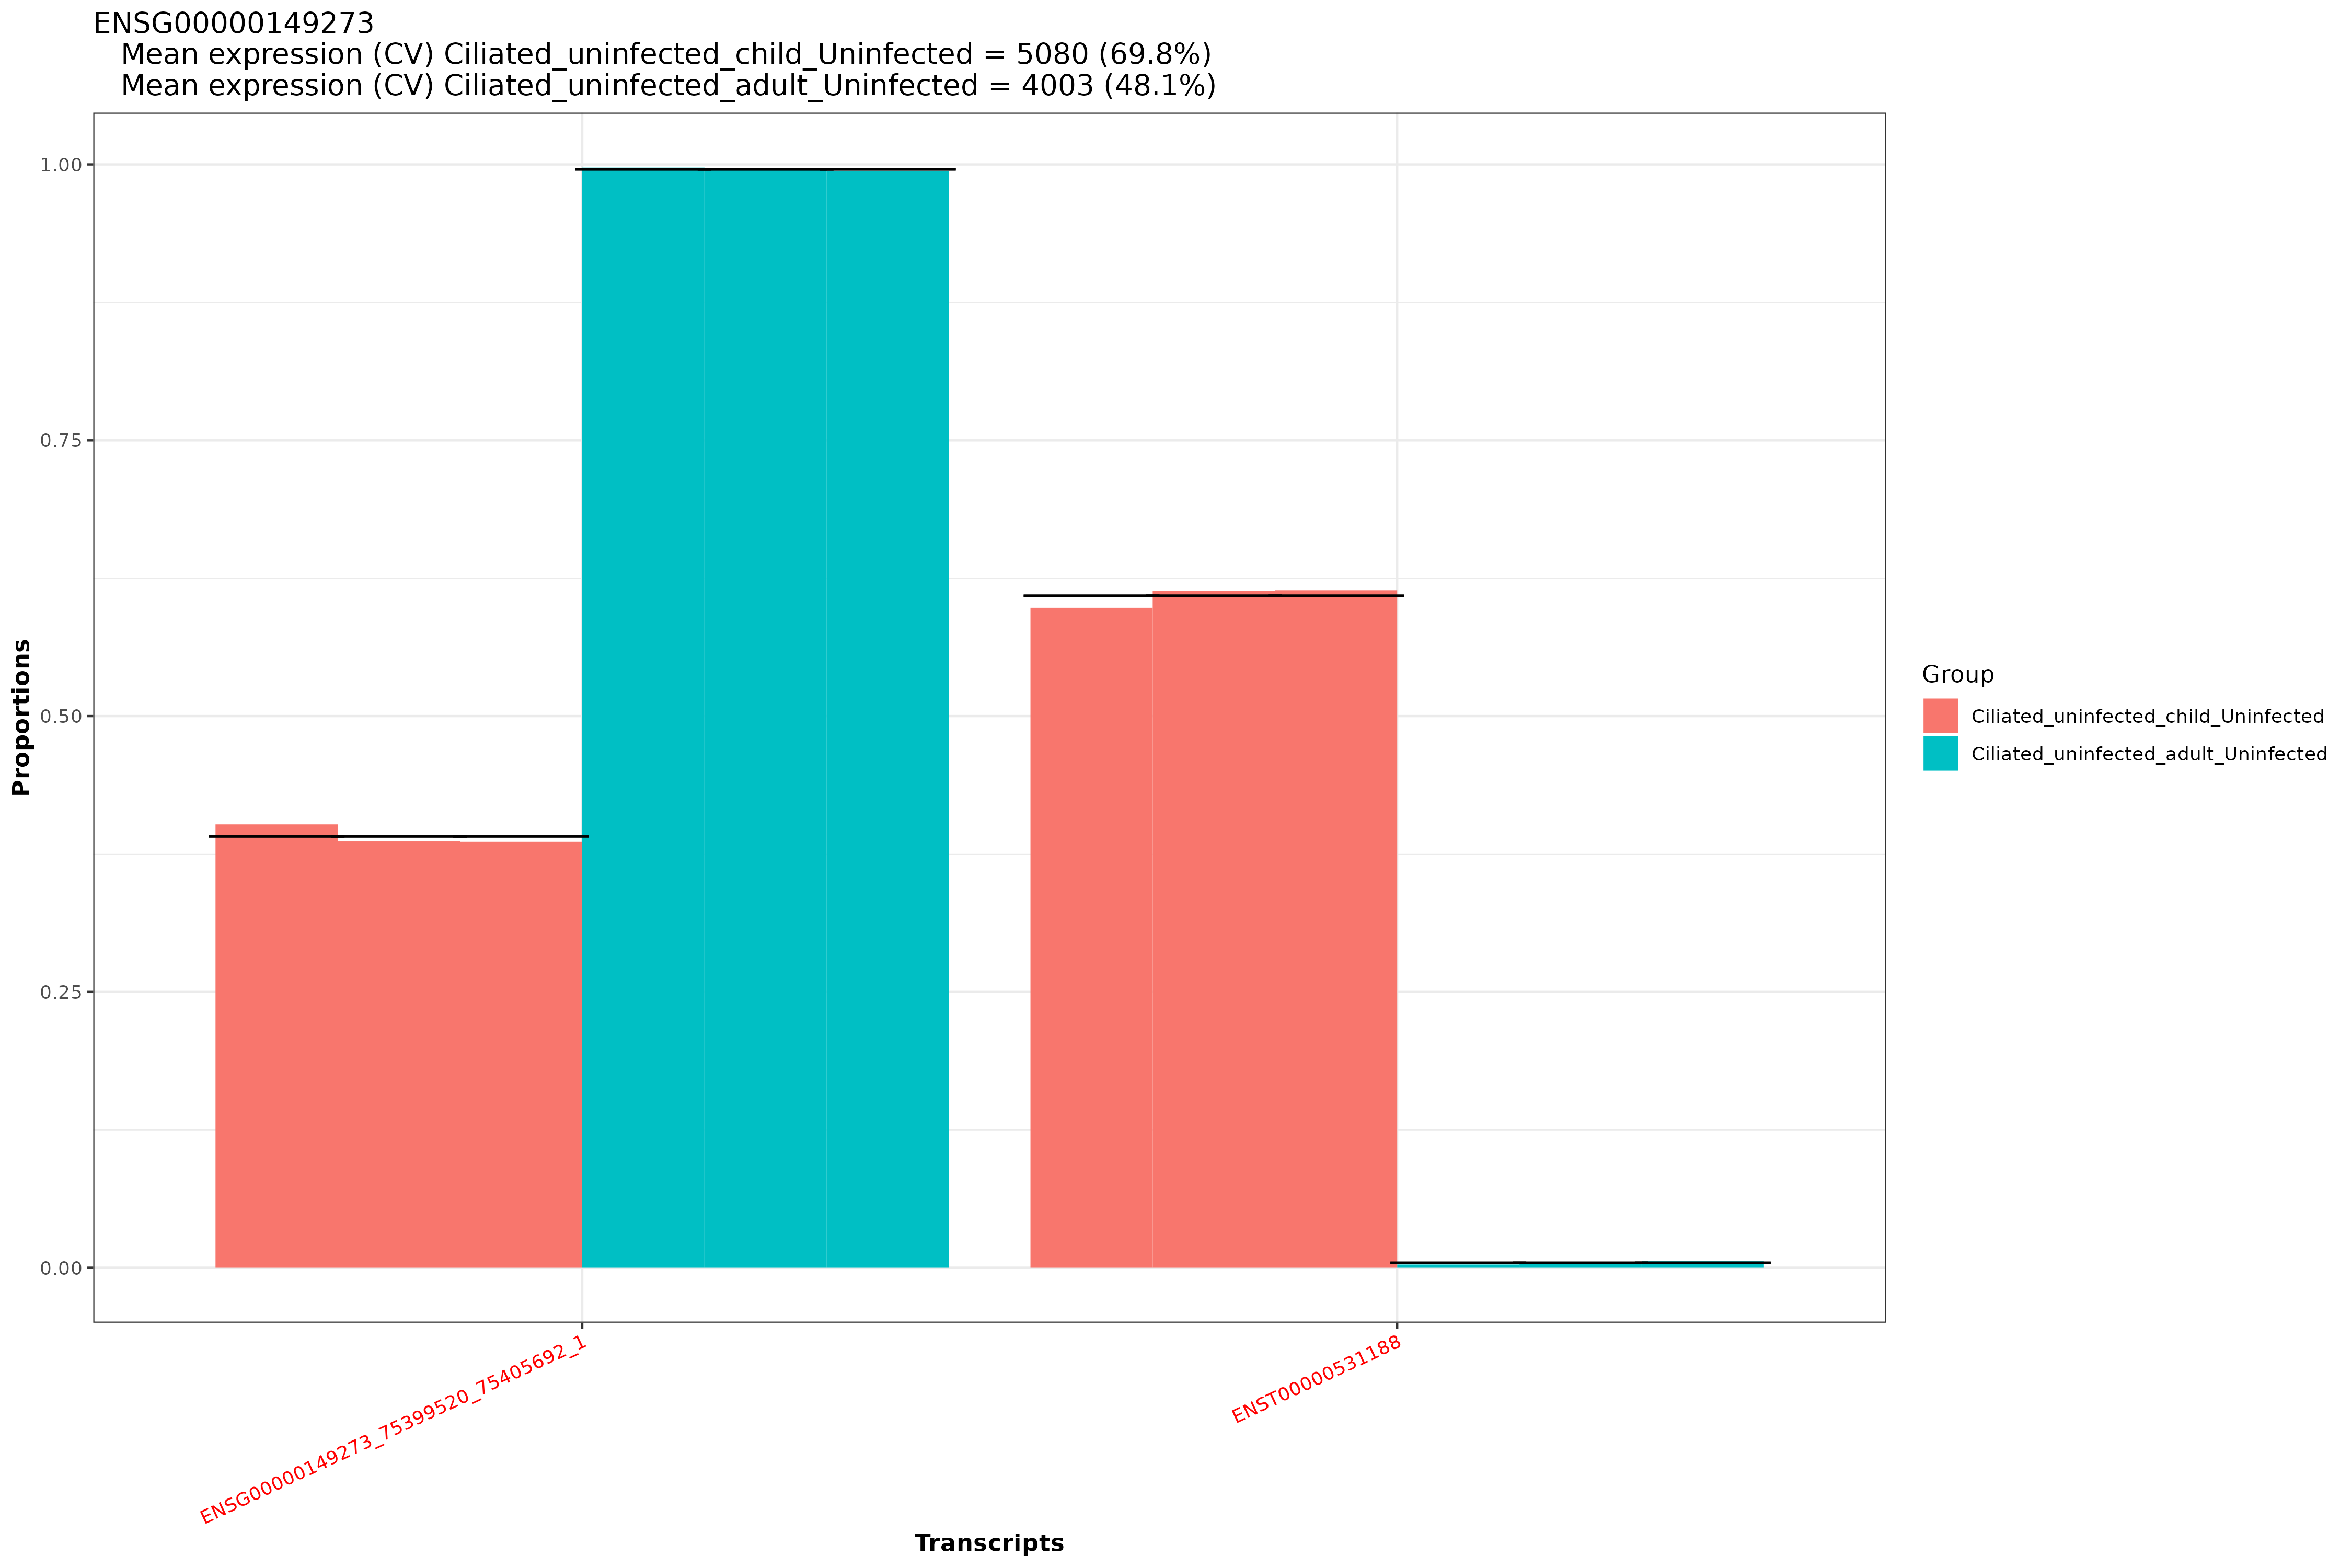 ENSG00000149273
Mean expression (CV) Ciliated_uninfected_child_Uninfected = 5080 (69.8%)
Mean expression (CV) Ciliated_uninfected_adult_Uninfected = 4003 (48.1%)
1.00
0.75
0.50
0.25
0.00
Proportions
ENSG00000149273_75399520_75405692_1
ENST00000531188
Transcripts
Group
Ciliated_uninfected_child_Uninfected
Ciliated_uninfected_adult_Uninfected